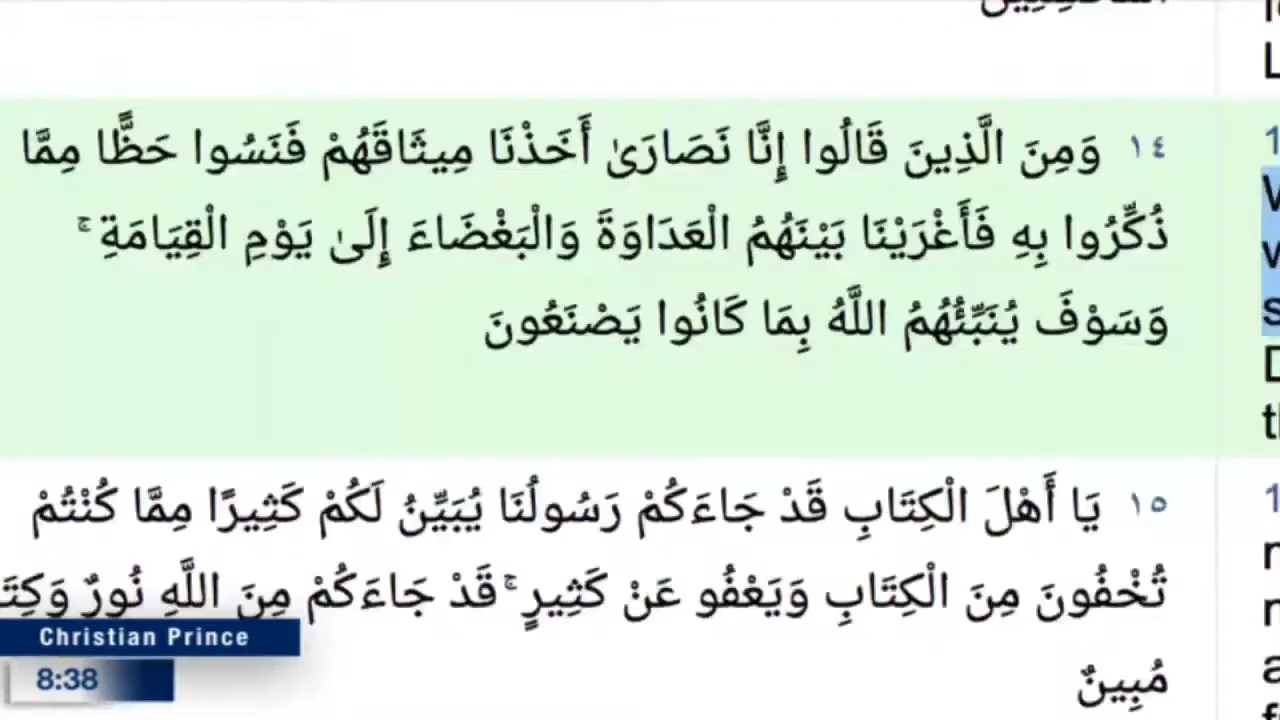 ١٤ وَمِنَ الَّذِينَ قَالُوا إِنَّا نَصَارَىٰ أَخَذْنَا مِيثَاقَهُمْ فَنَسُوا حَظًّا مِمَّا
ذُكِّرُوا بِهِ فَأَغْرَيْنَا بَيْنَهُمُ الْعَدَاوَةَ وَالْبَغْضَاءَ إِلَىٰ يَوْمِ الْقِيَامَةِ ۚ
وَسَوْفَ يُنَبِّئُهُمُ اللَّهُ بِمَا كَانُوا يَصْنَعُونَ
١٥ يَا أَهْلَ الْكِتَابِ قَدْ جَاءَكُمْ رَسُولُنَا يُبَيِّنُ لَكُمْ كَثِيرًا مِمَّا كُنْتُمْ
تُخْفُونَ مِنَ الْكِتَابِ وَيَعْفُو عَنْ كَثِيرٍ ۚ قَدْ جَاءَكُمْ مِنَ اللَّهِ نُورٌ
مُبِينٌ
Christian Prince
8:38